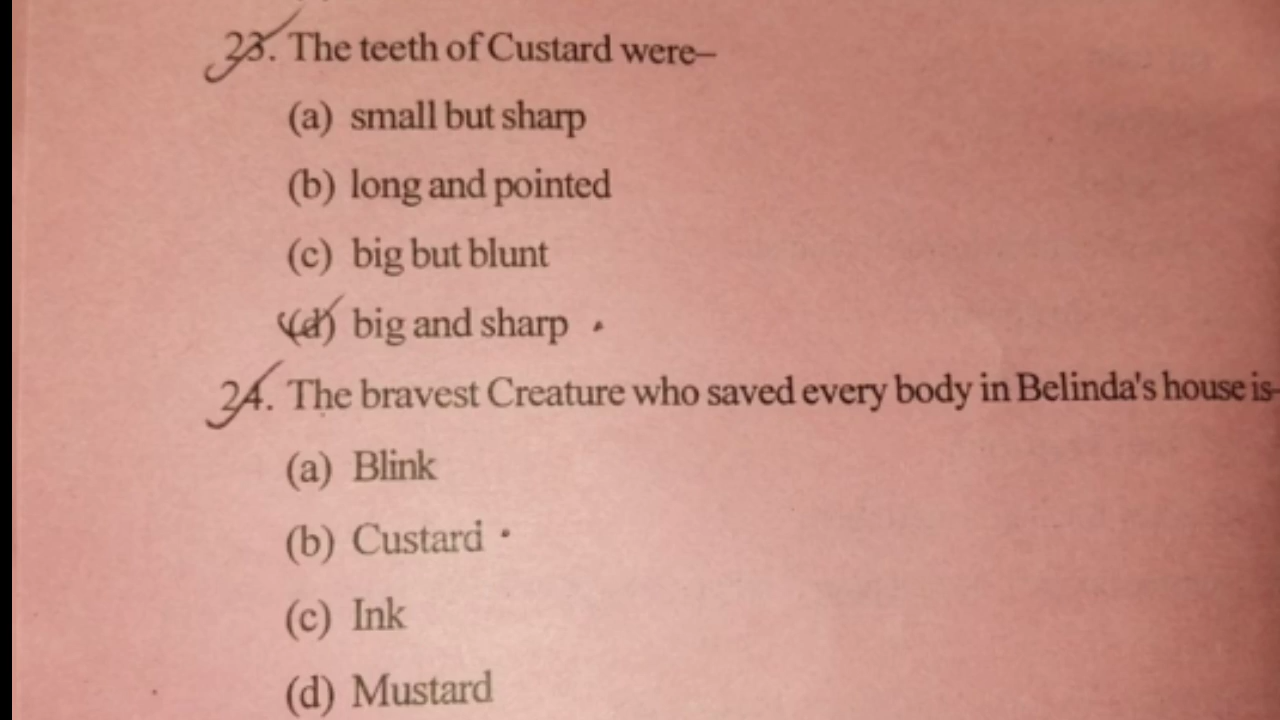 23. The teeth of Custard were–
(a) small but sharp
(b) long and pointed
(c) big but blunt
(d) big and sharp
24. The bravest Creature who saved every body in Belinda's house is-
(a) Blink
(b) Custard
(c) Ink
(d) Mustard